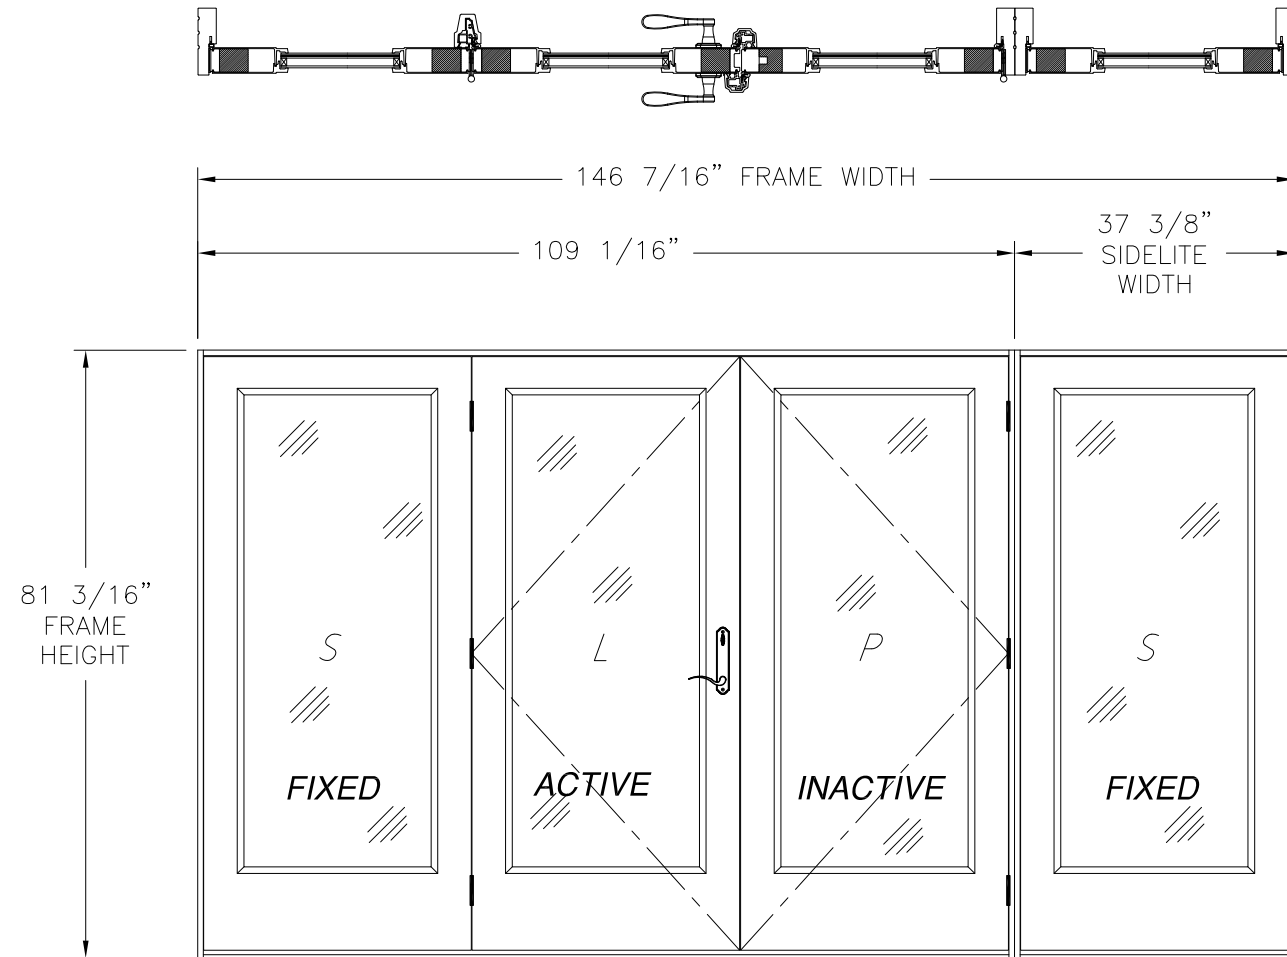 146 7/16” FRAME WIDTH
109 1/16”
37 3/8”
SIDELITE
WIDTH
81 3/16”
FRAME
HEIGHT
S
L
P
S
FIXED
ACTIVE
INACTIVE
FIXED